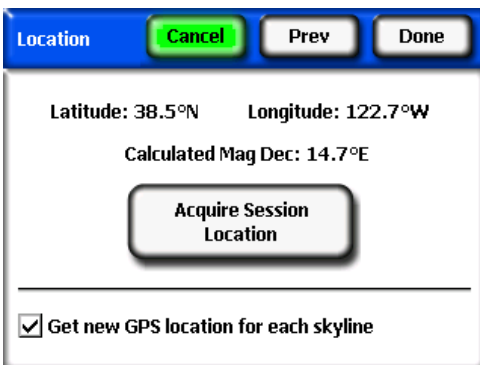 Location Cancel Prev Done
Latitude: 38.5°N Longitude: 122.7°W
Calculated Mag Dec: 14.7°E
Acquire Session
Location
Get new GPS location for each skyline